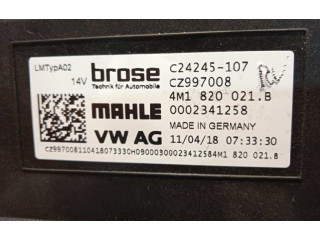 LMTypA02
14V
brose
Technik für Automobile
C24245-107
CZ997008
4M1 820 021.B
MAHLE
0002341258
VW AG
MADE IN GERMANY
11/04/18 07:33:30
CZ997008110418073330H09000300023412584M1 820 021.B